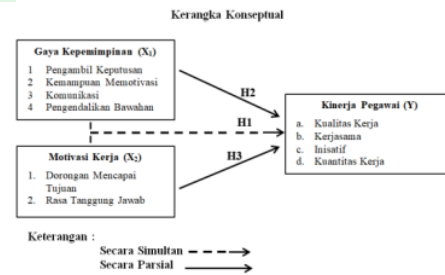 Kerangka Konseptual
Gaya Kepemimpinan (X₁)
1 Pengambil Keputusan
2 Kemampuan Memotivasi
3 Komunikasi
4 Pengendalikan Bawahan
H2
H1
H3
Motivasi Kerja (X₂)
1. Dorongan Mencapai
Tujuan
2. Rasa Tanggung Jawab
Kinerja Pegawai (Y)
a. Kualitas Kerja
b. Kerjasama
c. Inisatif
d. Kuantitas Kerja
Keterangan :
Secara Simultan
Secara Parsial